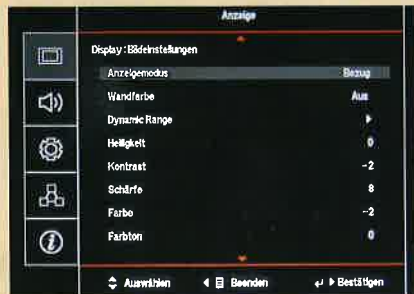 Anzeige
Display : Bildeinstellungen
Anzeigemodus Bezug
Wandfarbe Aus
Dynamic Range
Helligkeit 0
Kontrast -2
Schärfe 8
Farbe -2
Farbton 0
Auswählen Beenden Bestätigen